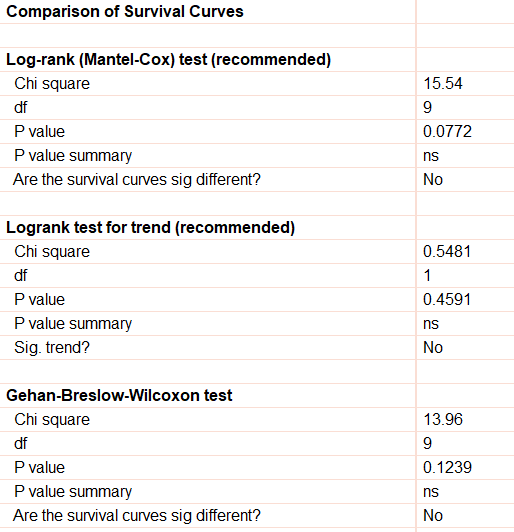 Comparison of Survival Curves
Log-rank (Mantel-Cox) test (recommended)
Chi square 15.54
df 9
P value 0.0772
P value summary ns
Are the survival curves sig different? No
Logrank test for trend (recommended)
Chi square 0.5481
df 1
P value 0.4591
P value summary ns
Sig. trend? No
Gehan-Breslow-Wilcoxon test
Chi square 13.96
df 9
P value 0.1239
P value summary ns
Are the survival curves sig different? No